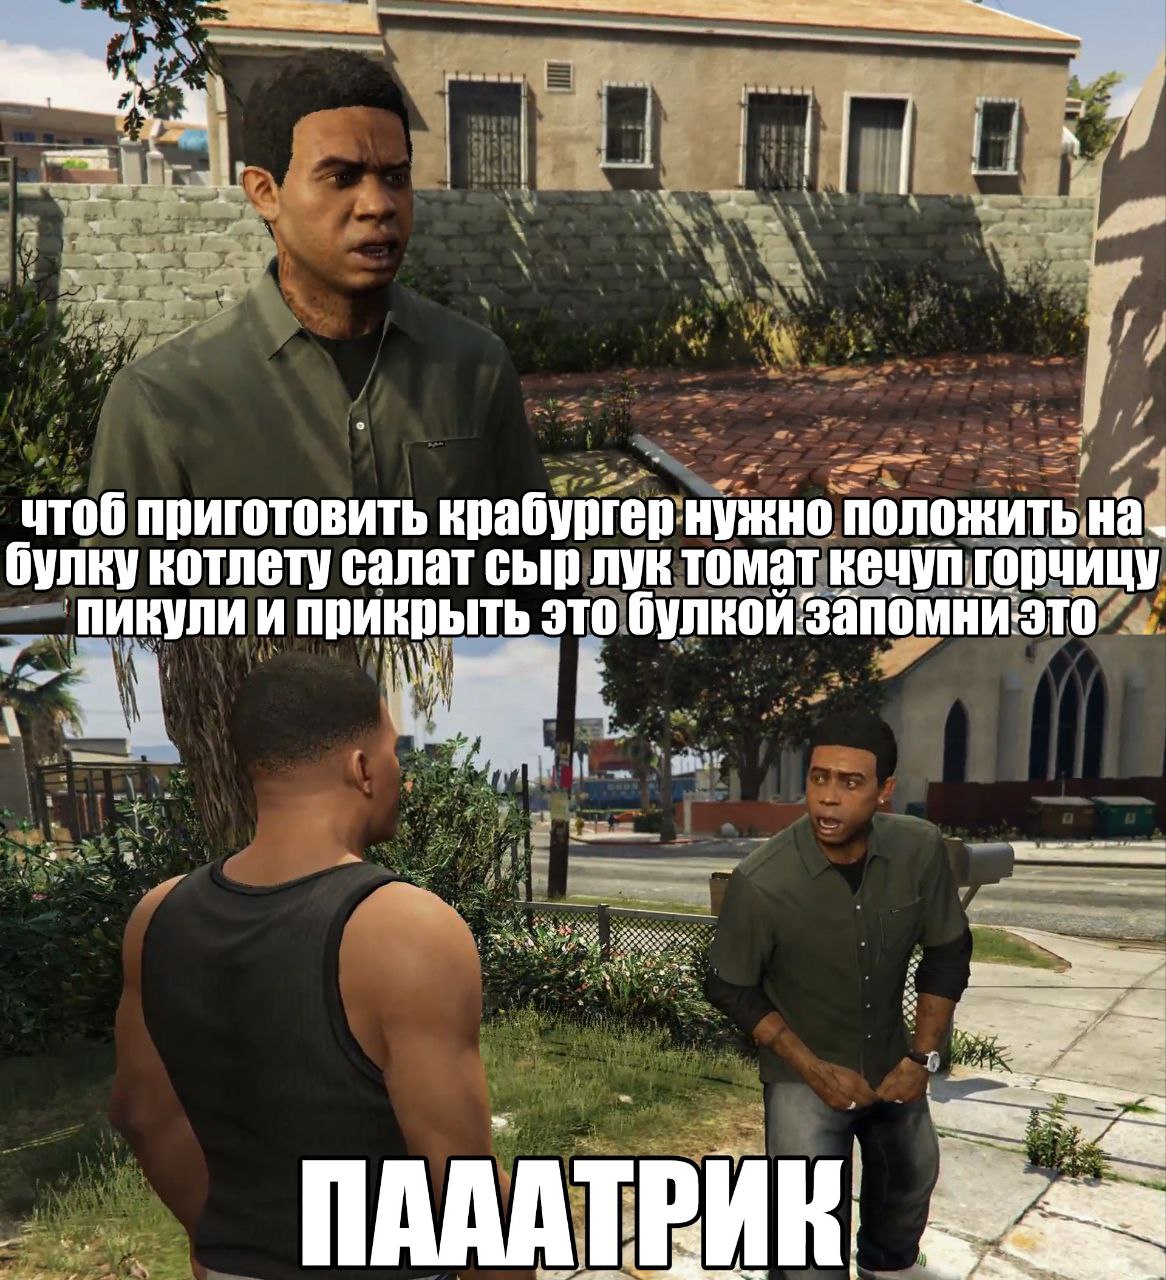 чтоб приготовить крабургер нужно положить на
булку котлету салат сыр лук томат кечуп горчицу
пикули и прикрыть это булкой запомни это
ПАААТРИК